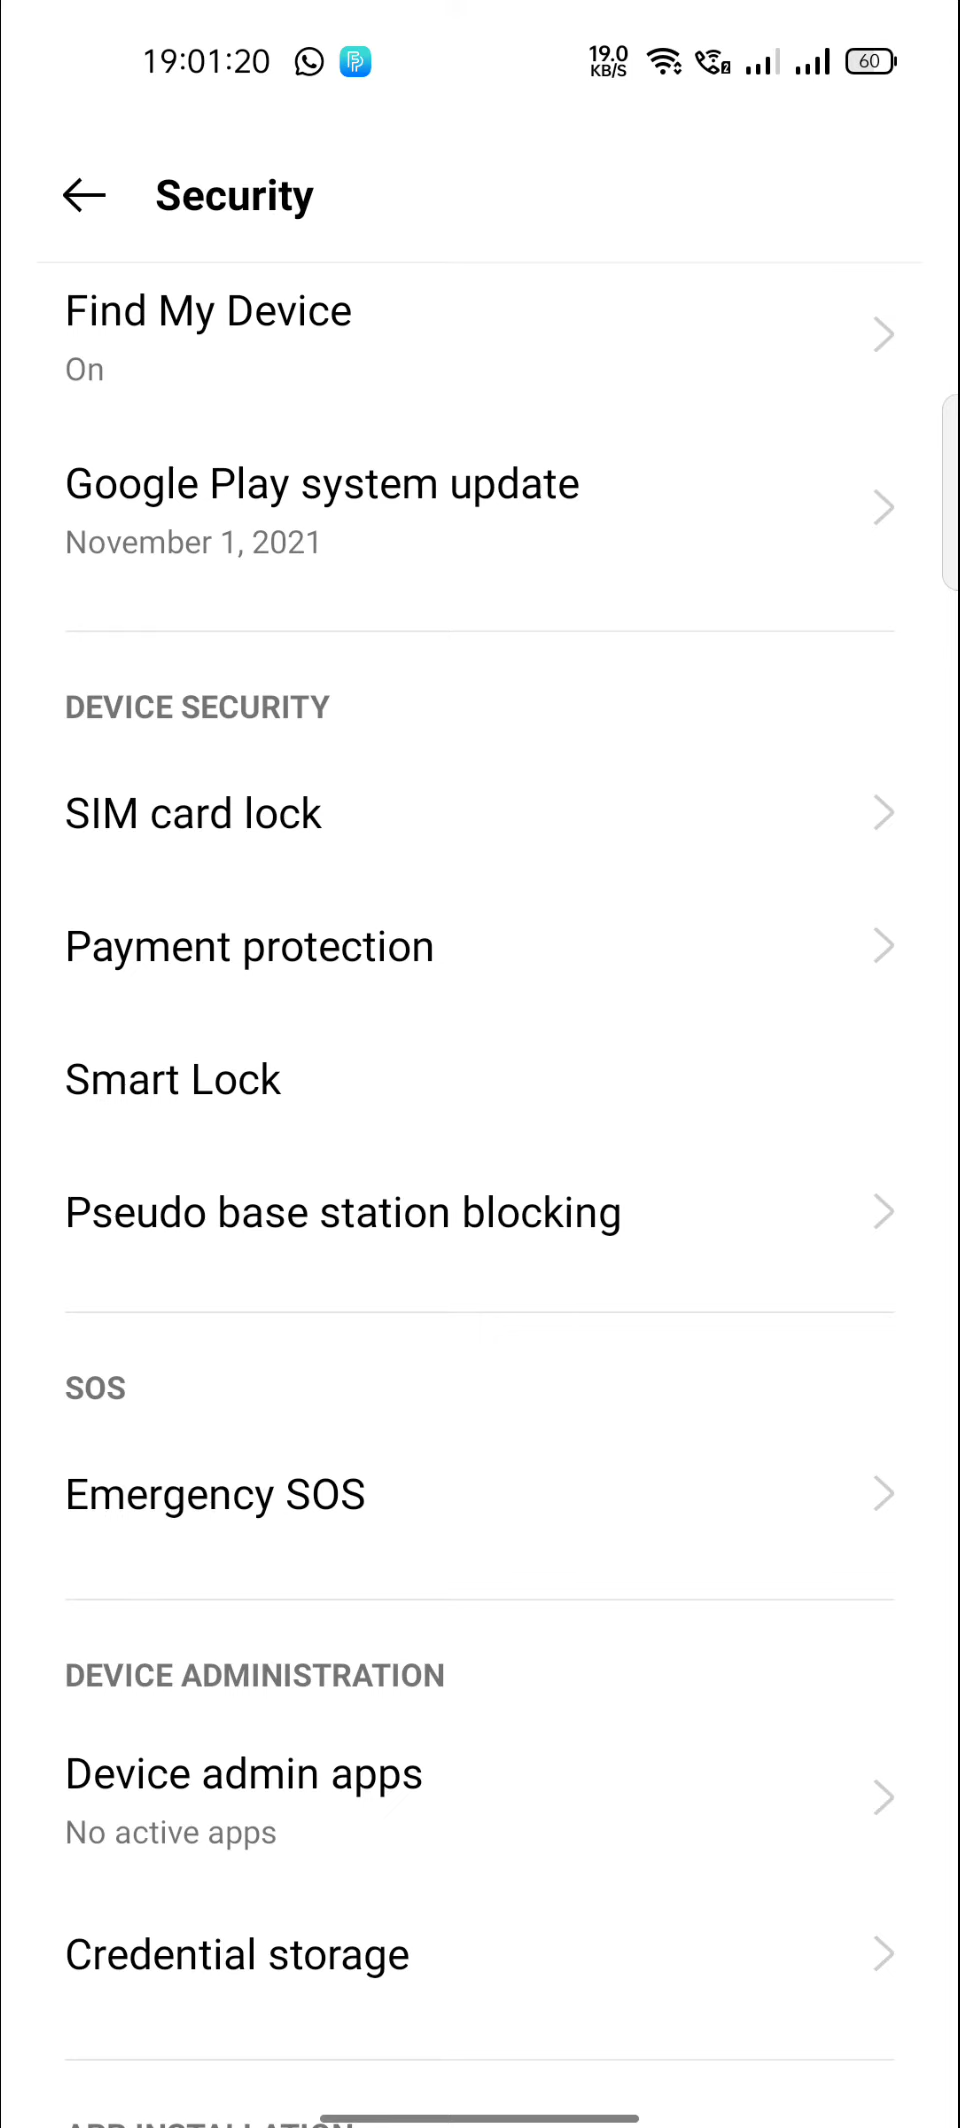 19:01:20 19.0 KB/S 60
Security
Find My Device
On
Google Play system update
November 1, 2021
DEVICE SECURITY
SIM card lock
Payment protection
Smart Lock
Pseudo base station blocking
SOS
Emergency SOS
DEVICE ADMINISTRATION
Device admin apps
No active apps
Credential storage
APP INSTALLATION